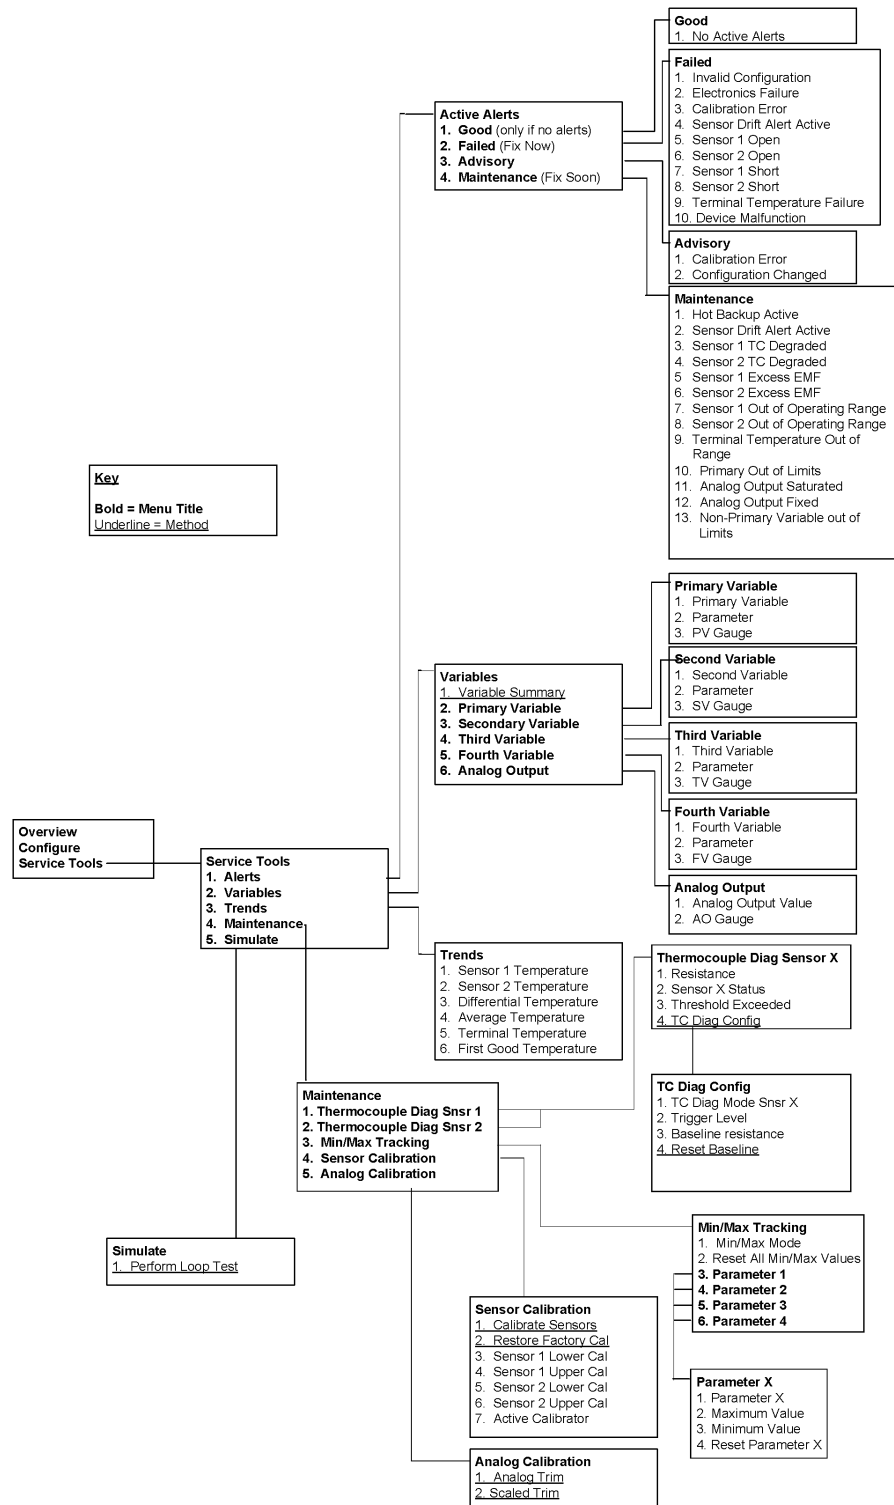 Good
1. No Active Alerts
Failed
1. Invalid Configuration
2. Electronics Failure
3. Calibration Error
4. Sensor Drift Alert Active
5. Sensor 1 Open
6. Sensor 2 Open
7. Sensor 1 Short
8. Sensor 2 Short
9. Terminal Temperature Failure
10. Device Malfunction
Active Alerts
1. Good (only if no alerts)
2. Failed (Fix Now)
3. Advisory
4. Maintenance (Fix Soon)
Advisory
1. Calibration Error
2. Configuration Changed
Maintenance
1. Hot Backup Active
2. Sensor Drift Alert Active
3. Sensor 1 TC Degraded
4. Sensor 2 TC Degraded
5 Sensor 1 Excess EMF
6. Sensor 2 Excess EMF
7. Sensor 1 Out of Operating Range
8. Sensor 2 Out of Operating Range
9. Terminal Temperature Out of
Range
10. Primary Out of Limits
11. Analog Output Saturated
12. Analog Output Fixed
13. Non-Primary Variable out of
Limits
Key
Bold = Menu Title
Underline = Method
Primary Variable
1. Primary Variable
2. Parameter
3. PV Gauge
Second Variable
1. Second Variable
2. Parameter
3. SV Gauge
Variables
1. Variable Summary
2. Primary Variable
3. Secondary Variable
4. Third Variable
5. Fourth Variable
6. Analog Output
Third Variable
1. Third Variable
2. Parameter
3. TV Gauge
Fourth Variable
1. Fourth Variable
2. Parameter
3. FV Gauge
Analog Output
1. Analog Output Value
2. AO Gauge
Overview
Configure
Service Tools
Service Tools
1. Alerts
2. Variables
3. Trends
4. Maintenance
5. Simulate
Trends
1. Sensor 1 Temperature
2. Sensor 2 Temperature
3. Differential Temperature
4. Average Temperature
5. Terminal Temperature
6. First Good Temperature
Thermocouple Diag Sensor X
1. Resistance
2. Sensor X Status
3. Threshold Exceeded
4. TC Diag Config
TC Diag Config
1. TC Diag Mode Snsr X
2. Trigger Level
3. Baseline resistance
4. Reset Baseline
Maintenance
1. Thermocouple Diag Snsr 1
2. Thermocouple Diag Snsr 2
3. Min/Max Tracking
4. Sensor Calibration
5. Analog Calibration
Min/Max Tracking
1. Min/Max Mode
2. Reset All Min/Max Values
3. Parameter 1
4. Parameter 2
5. Parameter 3
6. Parameter 4
Simulate
1. Perform Loop Test
Sensor Calibration
1. Calibrate Sensors
2. Restore Factory Cal
3. Sensor 1 Lower Cal
4. Sensor 1 Upper Cal
5. Sensor 2 Lower Cal
6. Sensor 2 Upper Cal
7. Active Calibrator
Parameter X
1. Parameter X
2. Maximum Value
3. Minimum Value
4. Reset Parameter X
Analog Calibration
1. Analog Trim
2. Scaled Trim